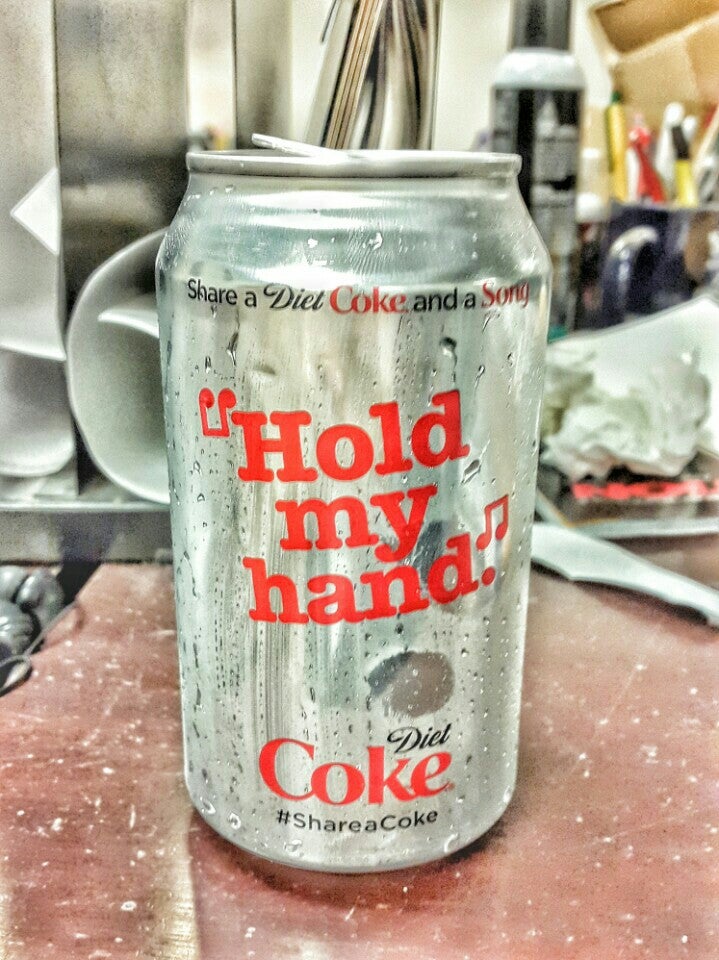 Share a Diet Coke and a Song
"Hold
my
hand."
Diet
Coke
#ShareaCoke